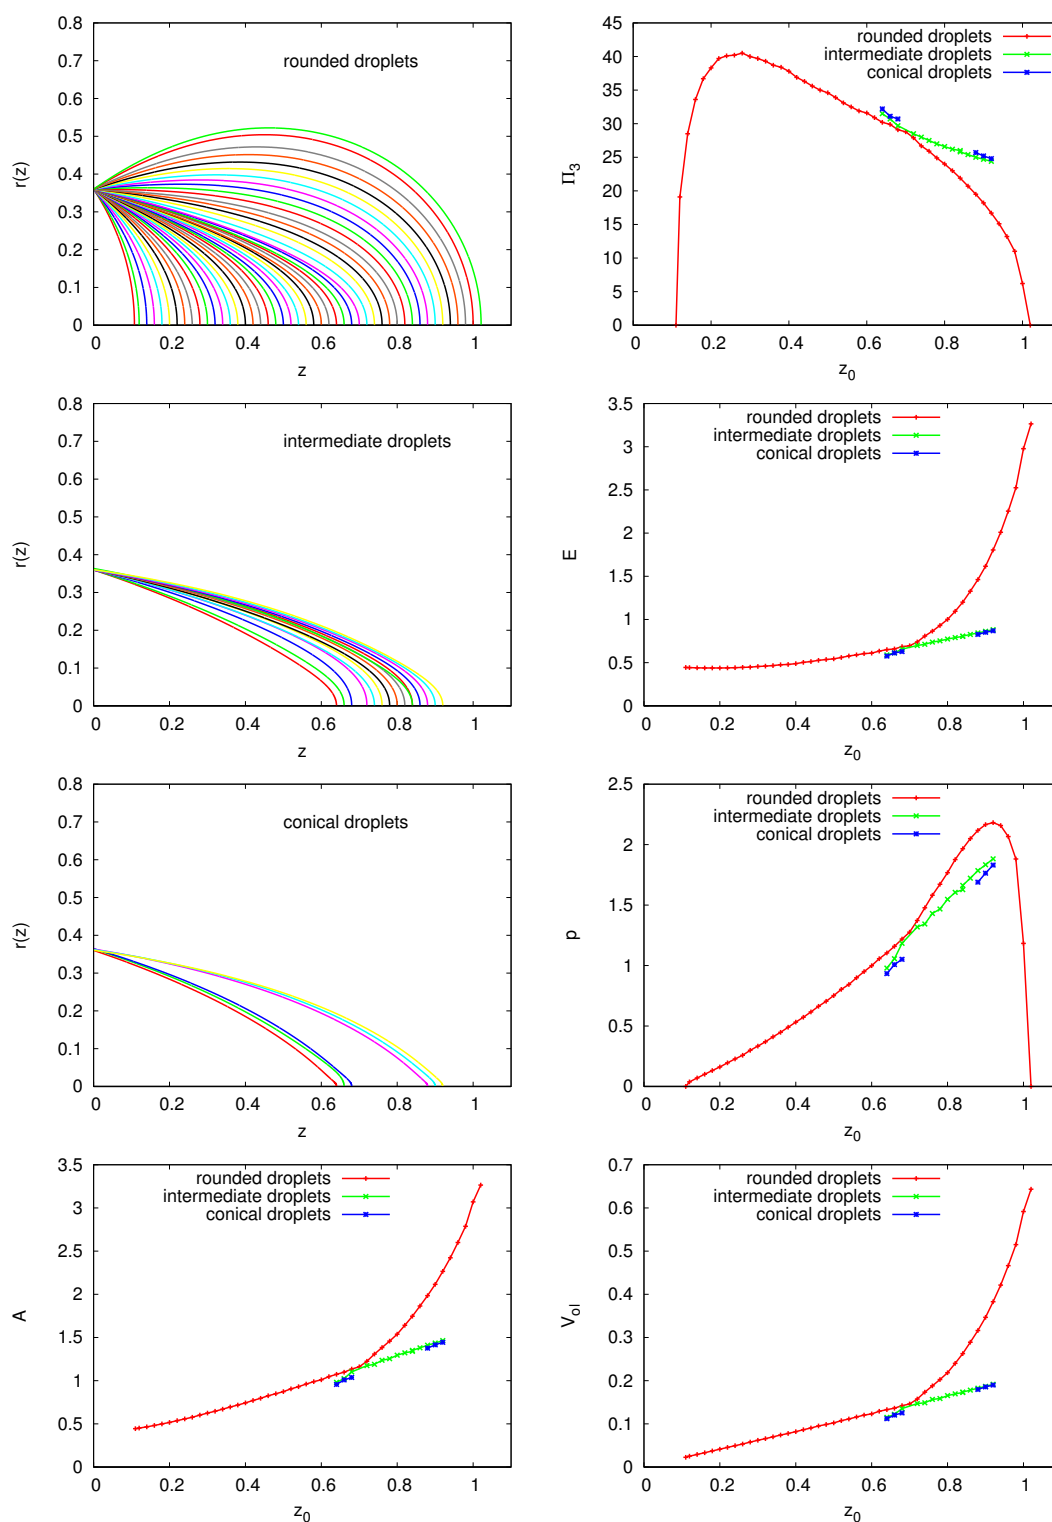 0.8
0.7
0.6
0.5
0.4
0.3
0.2
0.1
0
r(z)
rounded droplets
0 0.2 0.4 0.6 0.8 1
z
45
40
35
30
25
20
15
10
5
0
Π3
rounded droplets
intermediate droplets
conical droplets
0.2 0.4 0.6 0.8 1
z0
0.8
0.7
0.6
0.5
0.4
0.3
0.2
0.1
0
r(z)
intermediate droplets
0 0.2 0.4 0.6 0.8 1
z
3.5
3
2.5
2
1.5
1
0.5
0
E
rounded droplets
intermediate droplets
conical droplets
0 0.2 0.4 0.6 0.8 1
z0
0.8
0.7
0.6
0.5
0.4
0.3
0.2
0.1
0
r(z)
conical droplets
0 0.2 0.4 0.6 0.8 1
z
2.5
2
1.5
1
0.5
0
p
rounded droplets
intermediate droplets
conical droplets
0 0.2 0.4 0.6 0.8 1
z0
3.5
3
2.5
2
1.5
1
0.5
0
A
rounded droplets
intermediate droplets
conical droplets
0 0.2 0.4 0.6 0.8 1
z0
0.7
0.6
0.5
0.4
0.3
0.2
0.1
0
Vol
rounded droplets
intermediate droplets
conical droplets
0 0.2 0.4 0.6 0.8 1
z0